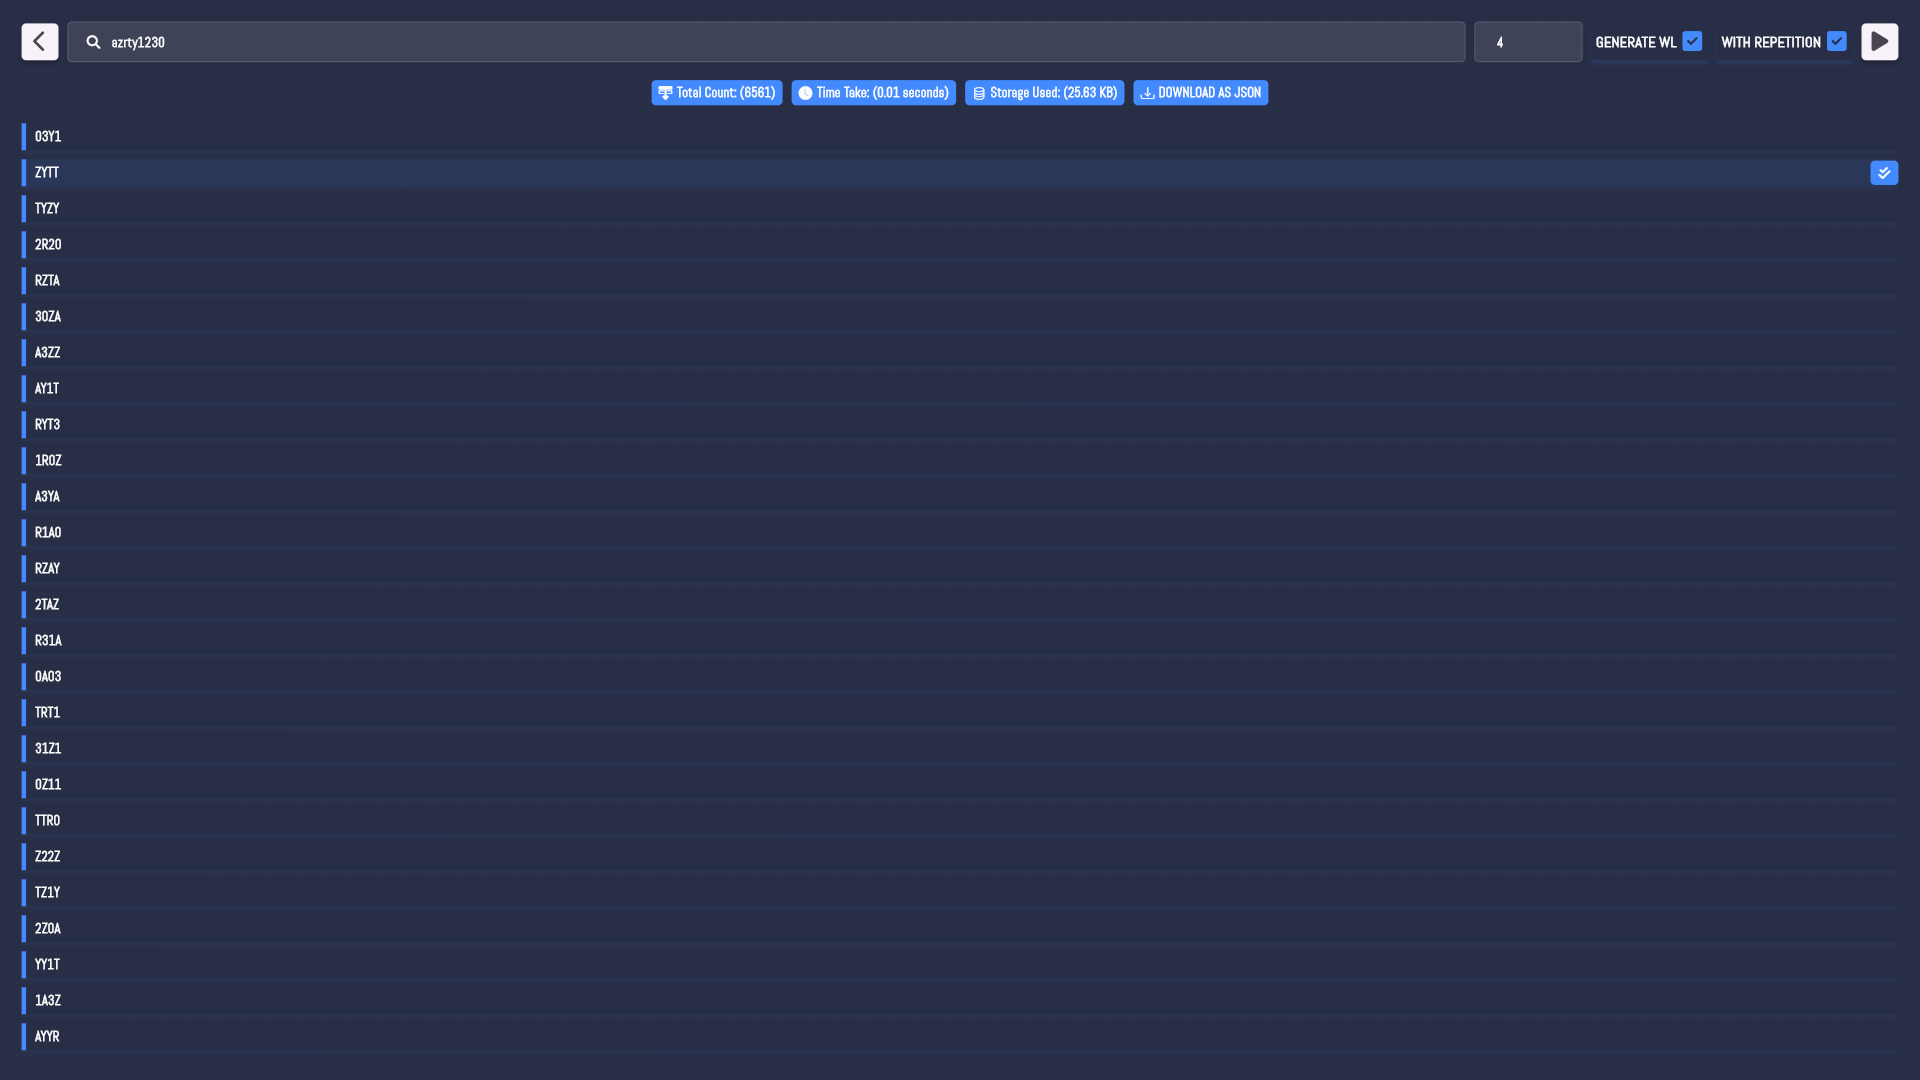 azrty1230
4
GENERATE WL
WITH REPETITION
Total Count: (6561)
Time Take: (0.01 seconds)
Storage Used: (25.63 KB)
DOWNLOAD AS JSON
03Y1
ZYTT
TYZY
2R20
RZTA
30ZA
A3ZZ
AY1T
RYT3
1R0Z
A3YA
R1A0
RZAY
2TAZ
R31A
0A03
TRT1
31Z1
0Z11
TTR0
Z22Z
TZ1Y
2Z0A
YY1T
1A3Z
AYYR